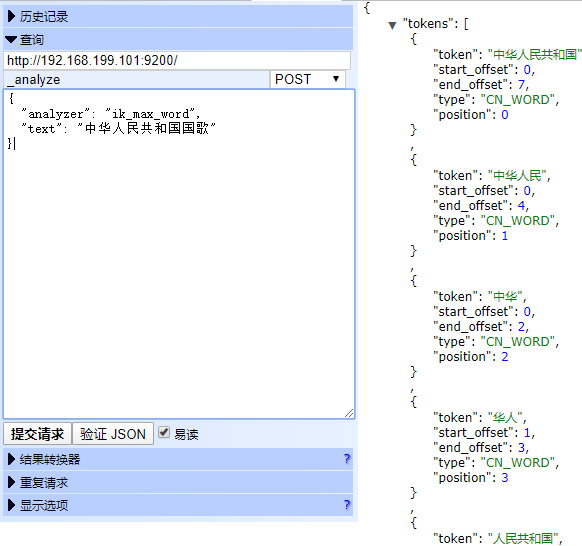 历史记录
查询
http://192.168.199.101:9200/
_analyze
POST
{
"analyzer": "ik_max_word",
"text": "中华人民共和国国歌"
}
提交请求
验证 JSON
易读
结果转换器
?
重复请求
?
显示选项
?
{
"tokens": [
{
"token": "中华人民共和国"
"start_offset": 0,
"end_offset": 7,
"type": "CN_WORD",
"position": 0
}
,
{
"token": "中华人民",
"start_offset": 0,
"end_offset": 4,
"type": "CN_WORD",
"position": 1
}
,
{
"token": "中华",
"start_offset": 0,
"end_offset": 2,
"type": "CN_WORD",
"position": 2
}
,
{
"token": "华人",
"start_offset": 1,
"end_offset": 3,
"type": "CN_WORD",
"position": 3
}
,
{
"token": "人民共和国",